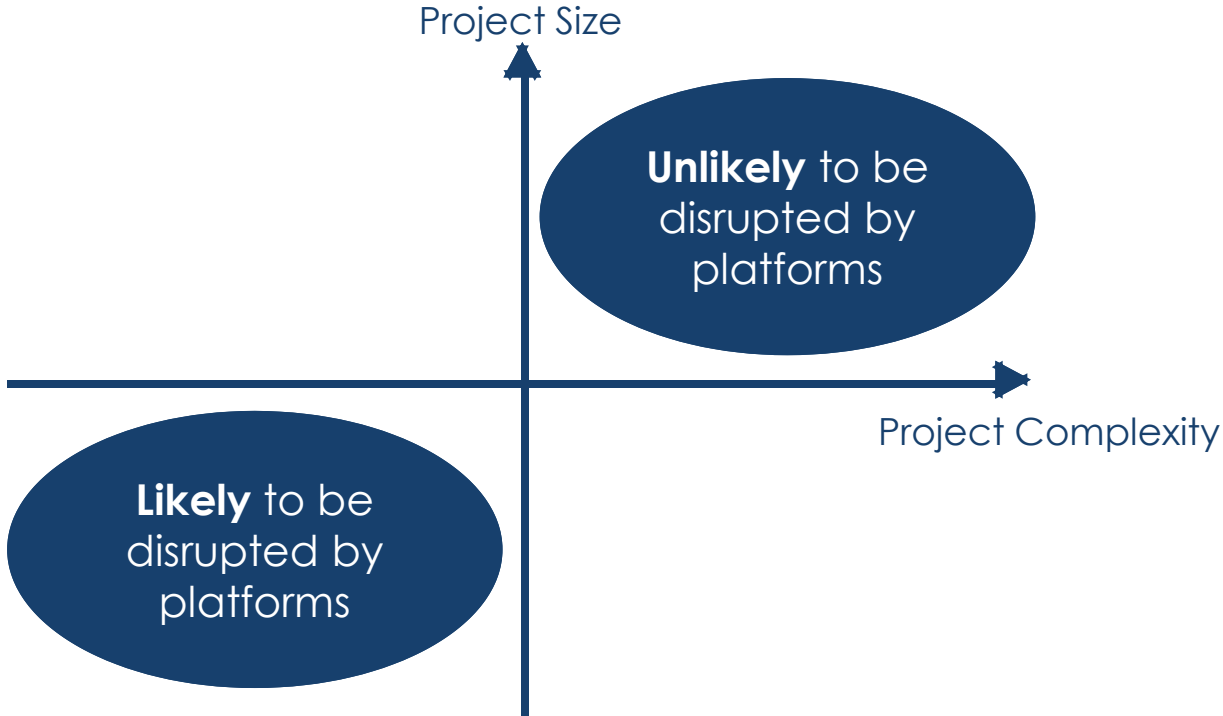 Project Size
Unlikely to be
disrupted by
platforms
Project Complexity
Likely to be
disrupted by
platforms